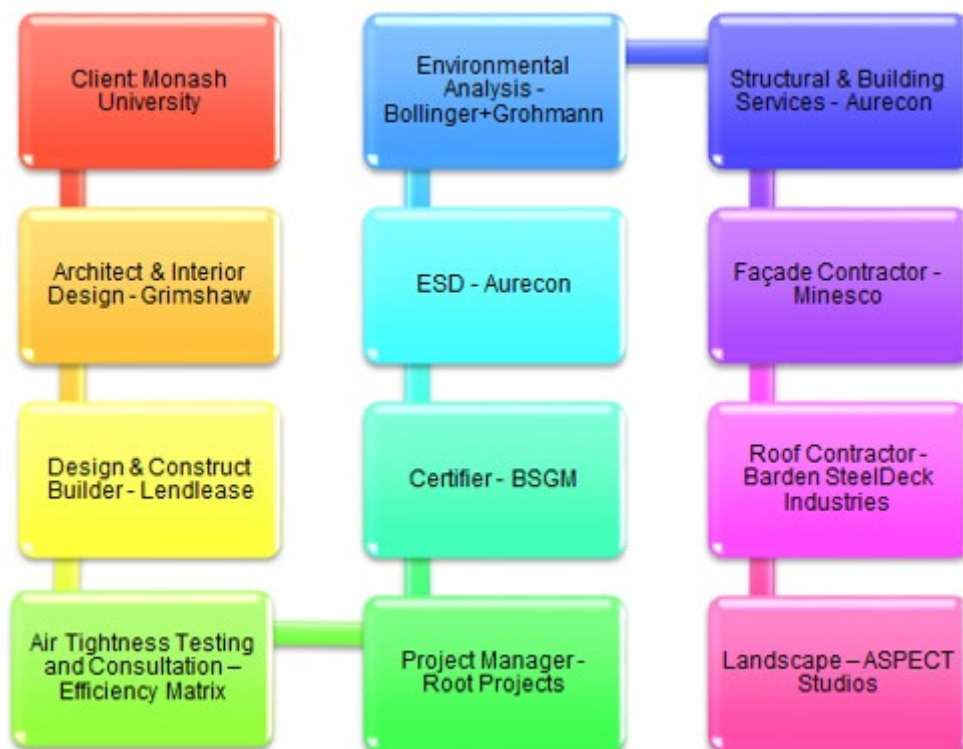 Client: Monash
University
Architect & Interior
Design - Grimshaw
Design & Construct
Builder - Lendlease
Air Tightness Testing
and Consultation –
Efficiency Matrix
Project Manager -
Root Projects
Certifier - BSGM
ESD - Aurecon
Environmental
Analysis -
Bollinger+Grohmann
Structural & Building
Services - Aurecon
Façade Contractor -
Minesco
Roof Contractor -
Barden SteelDeck
Industries
Landscape – ASPECT
Studios